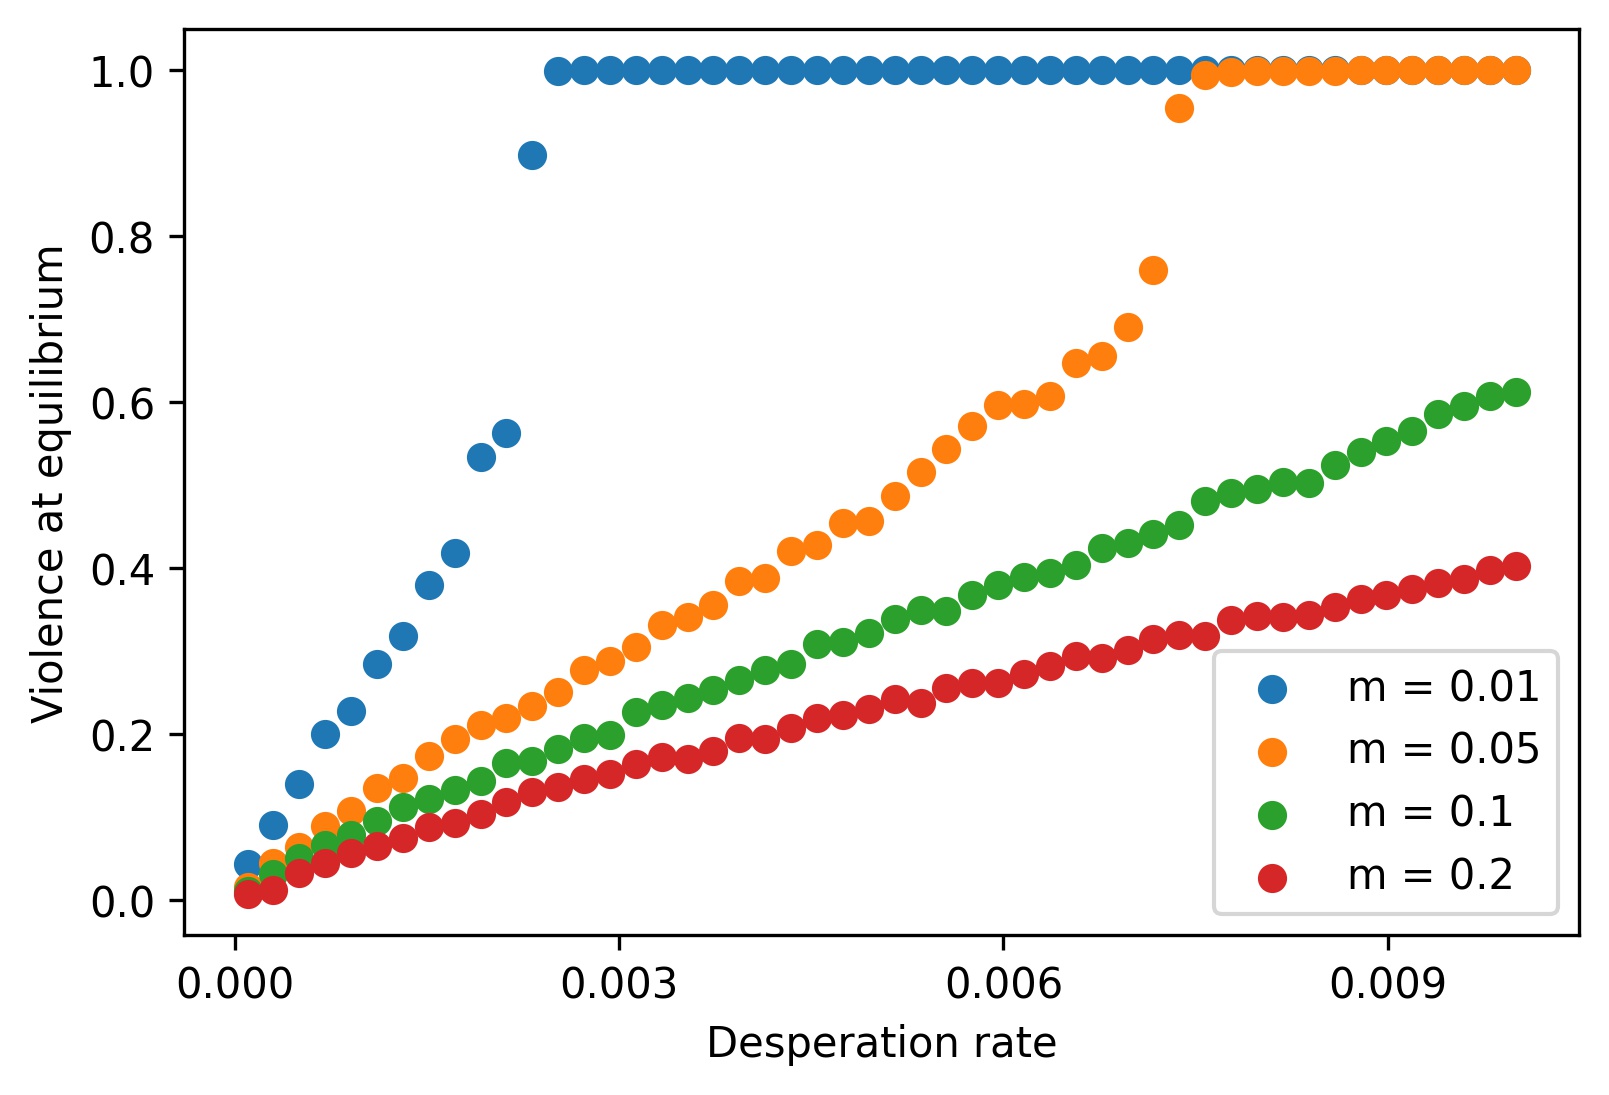 1.0
0.8
0.6
0.4
0.2
0.0
Violence at equilibrium
0.000 0.003 0.006 0.009
Desperation rate
m = 0.01
m = 0.05
m = 0.1
m = 0.2